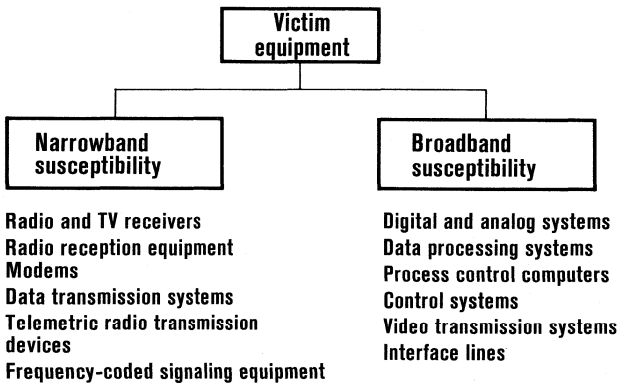 Victim
equipment
Narrowband
susceptibility
Broadband
susceptibility
Radio and TV receivers
Radio reception equipment
Modems
Data transmission systems
Telemetric radio transmission
devices
Frequency-coded signaling equipment
Digital and analog systems
Data processing systems
Process control computers
Control systems
Video transmission systems
Interface lines